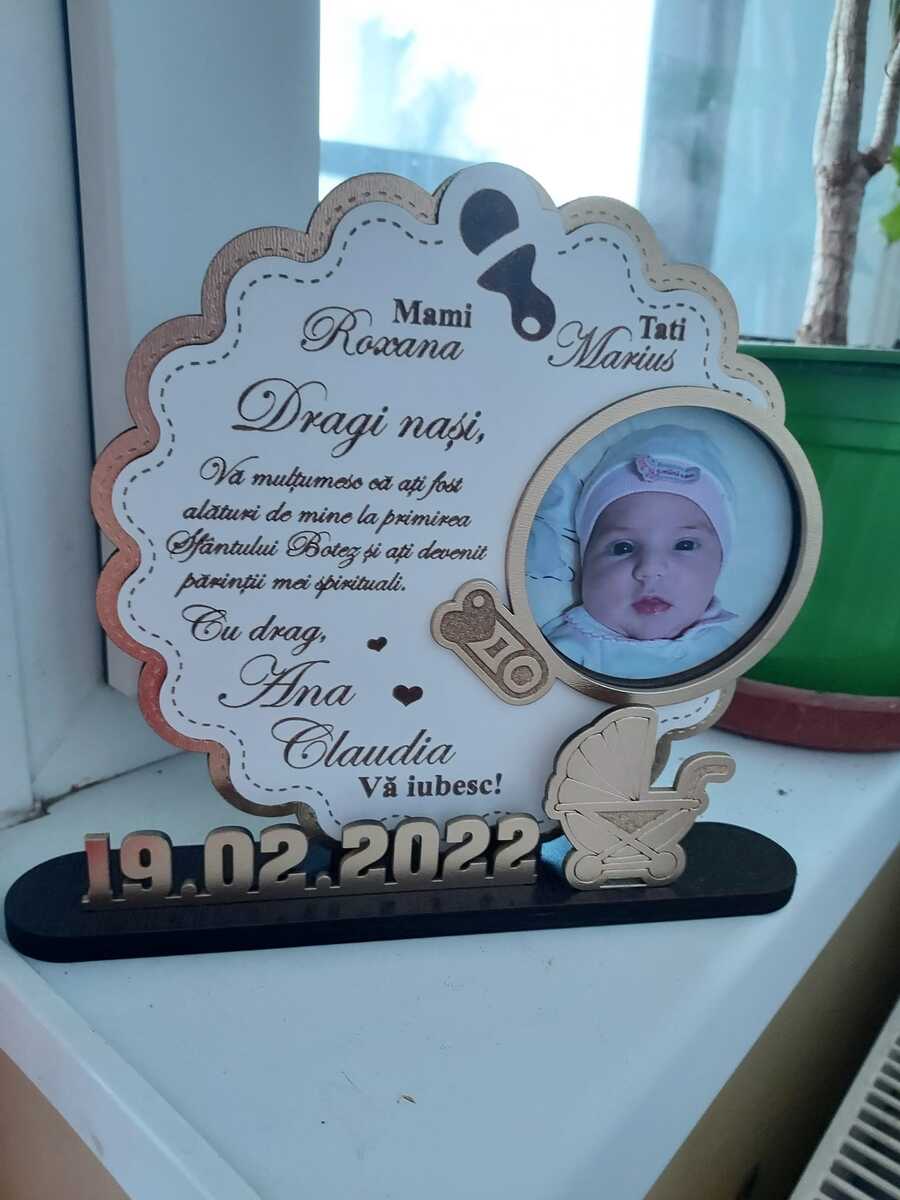 Mami
Roxana
Tati
Marius
Dragi nași,
Vă mulțumesc că ați fost
alături de mine la primirea
Sfântului Botez și ați devenit
părinții mei spirituali.
Cu drag,
Ana
Claudia
Vă iubesc!
19.02.2022